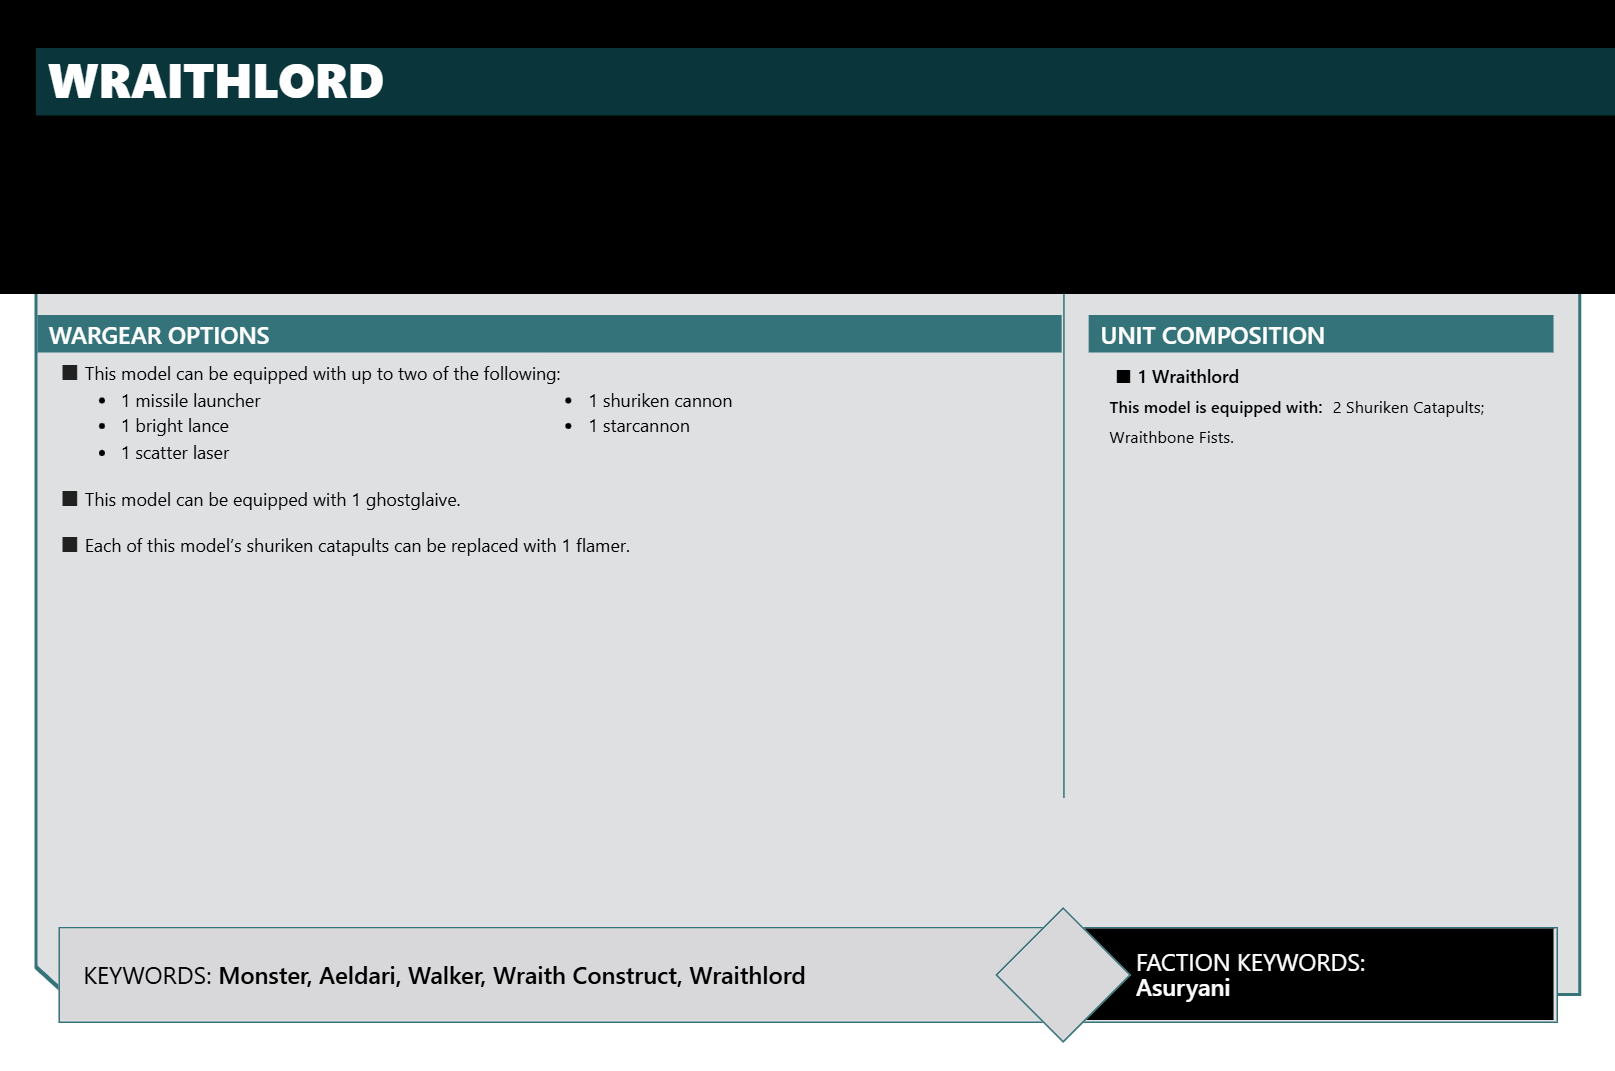 WRAITHLORD
WARGEAR OPTIONS
■ This model can be equipped with up to two of the following:
• 1 missile launcher
• 1 bright lance
• 1 scatter laser
• 1 shuriken cannon
• 1 starcannon
■ This model can be equipped with 1 ghostglaive.
■ Each of this model’s shuriken catapults can be replaced with 1 flamer.
UNIT COMPOSITION
■ 1 Wraithlord
This model is equipped with: 2 Shuriken Catapults;
Wraithbone Fists.
KEYWORDS: Monster, Aeldari, Walker, Wraith Construct, Wraithlord
FACTION KEYWORDS:
Asuryani